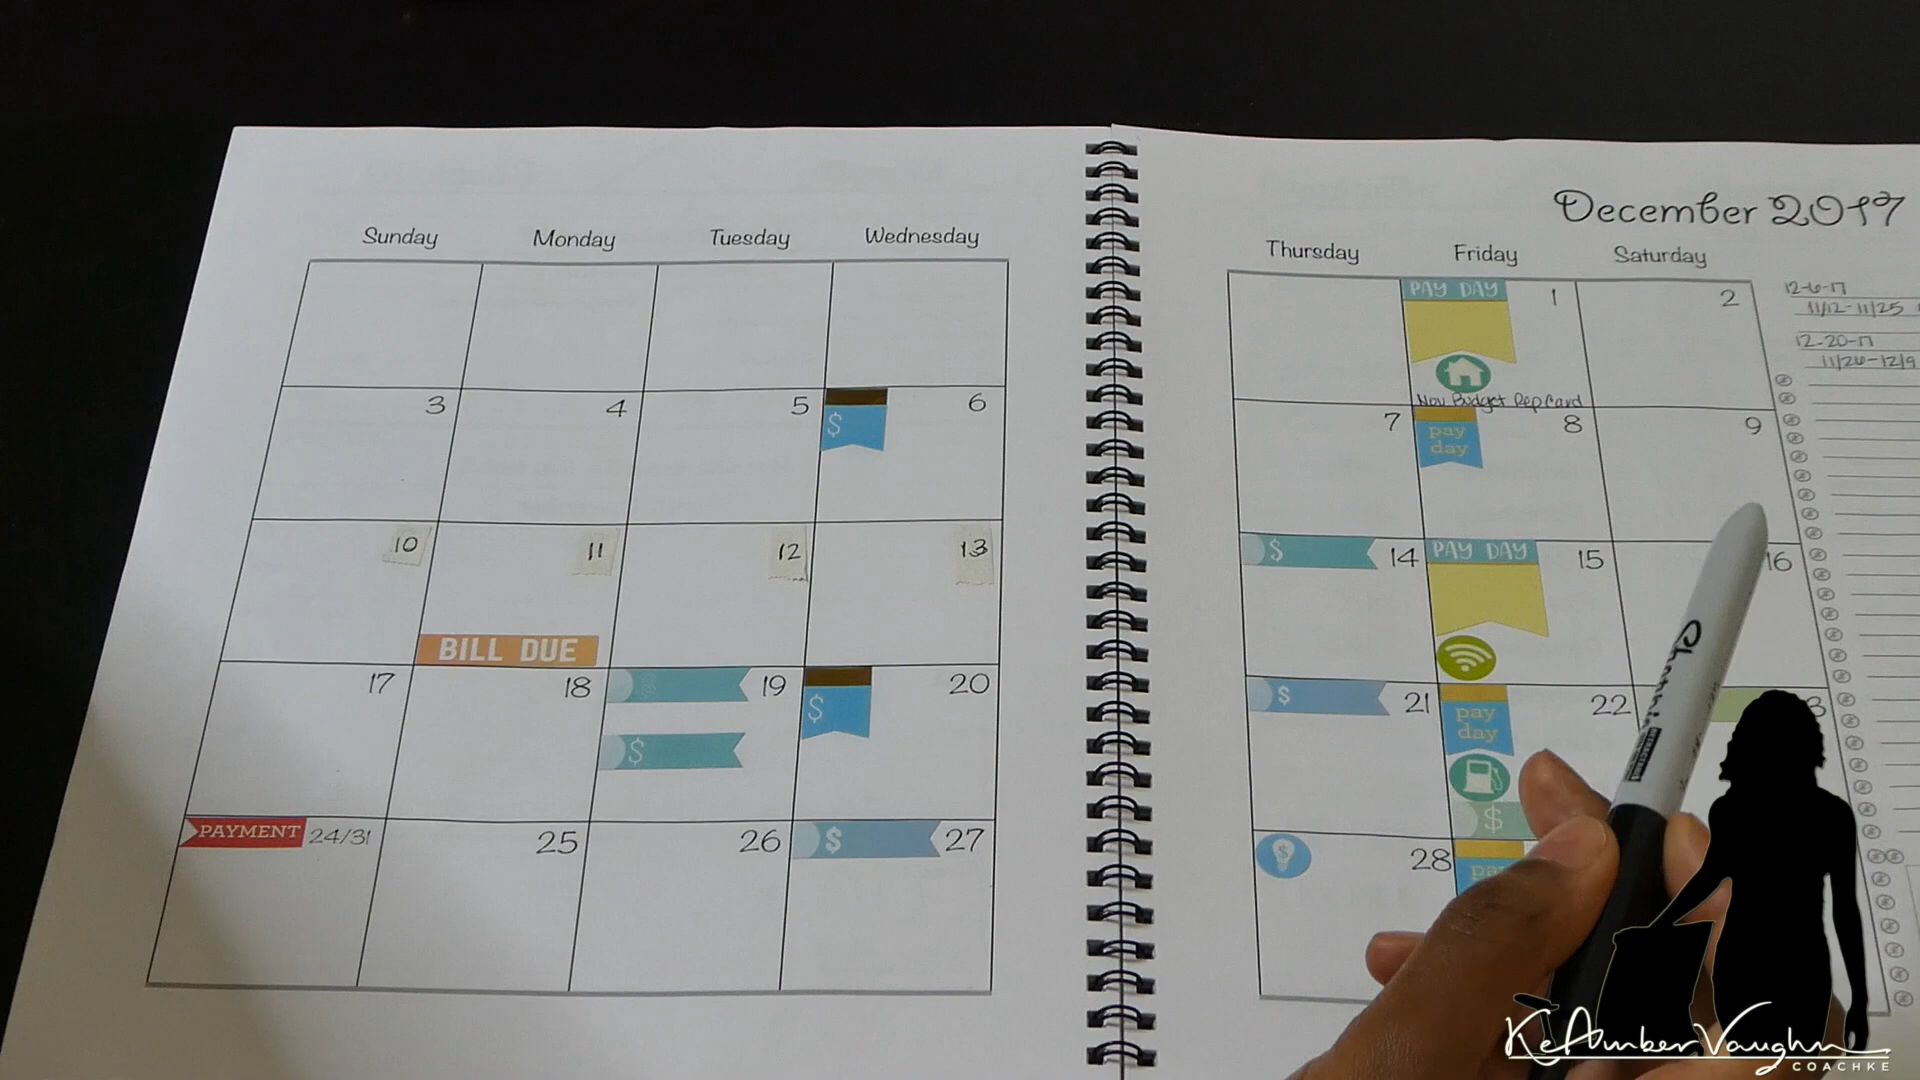 December 2017
Sunday Monday Tuesday Wednesday Thursday Friday Saturday
PAY DAY 1 2
Nov Budget Rep Card
3 4 5 $ 6 7 pay day 8 9
10 11 12 13 $ 14 PAY DAY 15 16
BILL DUE
17 18 19 $ 20 $ 21 pay day 22
$ $
PAYMENT 24/31 25 26 $ 27 $ 28
12-6-17
11/12-11/25
12-20-17
11/26-12/9
Sharpie
KeAmber Vaughn
COACHKE